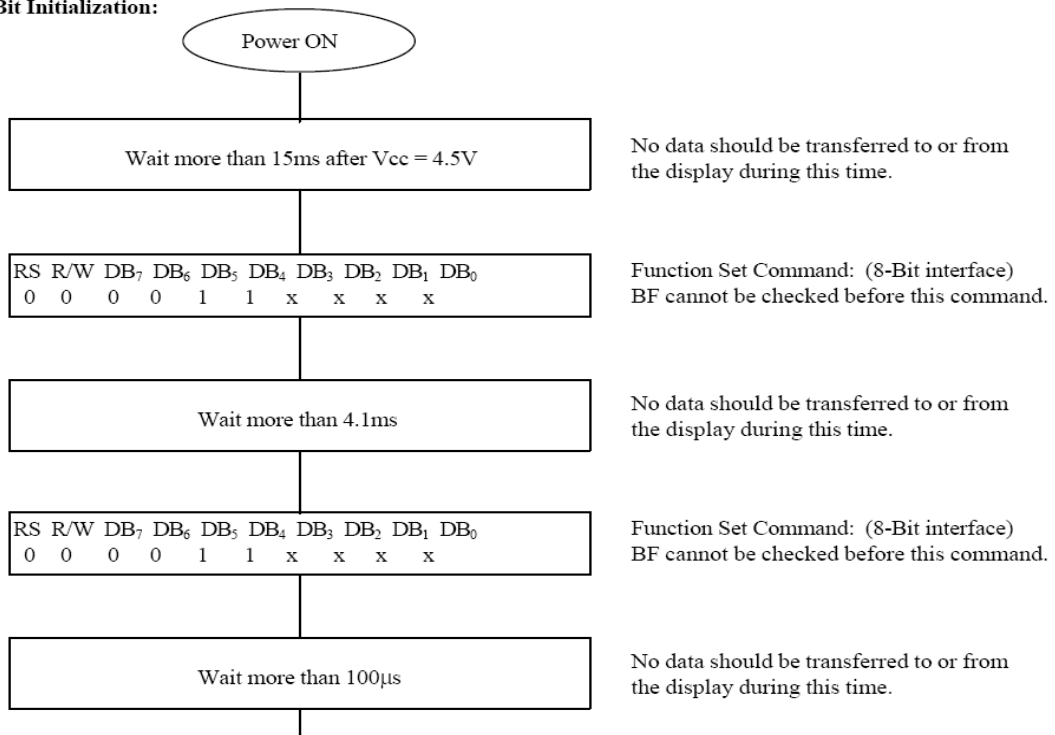 Bit Initialization:
Power ON
Wait more than 15ms after Vcc = 4.5V
No data should be transferred to or from
the display during this time.
RS R/W DB₇ DB₆ DB₅ DB₄ DB₃ DB₂ DB₁ DB₀
0 0 0 0 1 1 x x x x
Function Set Command: (8-Bit interface)
BF cannot be checked before this command.
Wait more than 4.1ms
No data should be transferred to or from
the display during this time.
RS R/W DB₇ DB₆ DB₅ DB₄ DB₃ DB₂ DB₁ DB₀
0 0 0 0 1 1 x x x x
Function Set Command: (8-Bit interface)
BF cannot be checked before this command.
Wait more than 100µs
No data should be transferred to or from
the display during this time.